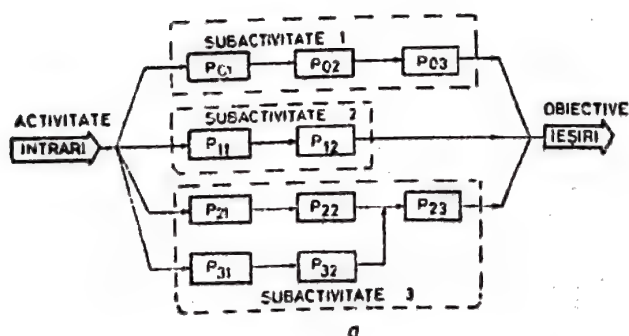 SUBACTIVITATE 1
P01 P02 P03
ACTIVITATE
INTRARI
SUBACTIVITATE 2
P11 P12
OBIECTIVE
IEȘIRI
P21 P22 P23
P31 P32
SUBACTIVITATE 3
a